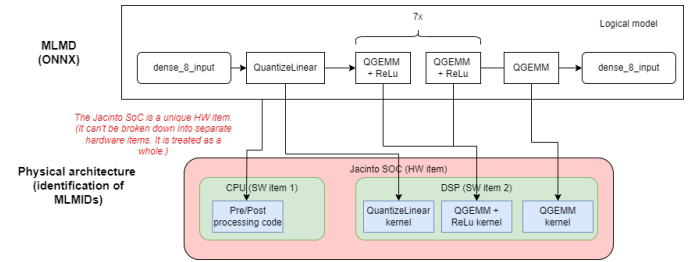 7x
Logical model
MLMD
(ONNX)
dense_8_input
QuantizeLinear
QGEMM
+ ReLu
QGEMM
+ ReLu
QGEMM
dense_8_input
The Jacinto SoC is a unique HW item.
(It can't be broken down into separate
hardware items. It is treated as a
whole.)
Physical architecture
(identification of
MLMIDs)
Jacinto SOC (HW item)
CPU (SW item 1)
DSP (SW item 2)
Pre/Post
processing code
QuantizeLinear
kernel
QGEMM +
ReLu kernel
QGEMM
kernel